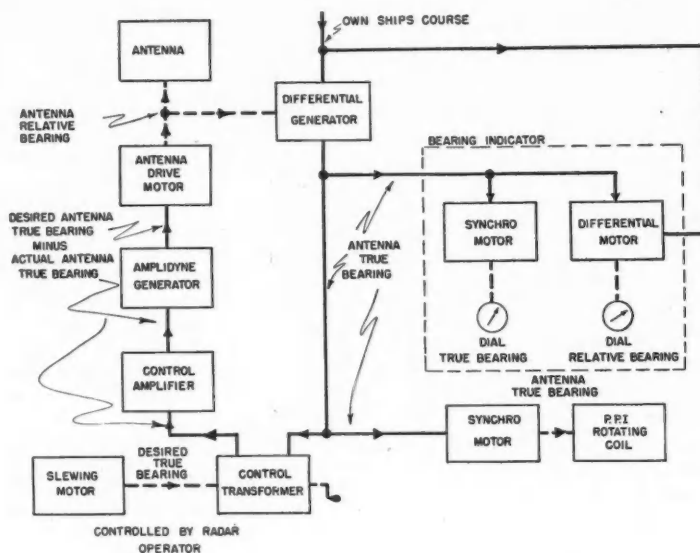 OWN SHIPS COURSE
ANTENNA
ANTENNA
RELATIVE
BEARING
DIFFERENTIAL
GENERATOR
BEARING INDICATOR
ANTENNA
DRIVE
MOTOR
DESIRED ANTENNA
TRUE BEARING
MINUS
ACTUAL ANTENNA
TRUE BEARING
SYNCHRO
MOTOR
DIFFERENTIAL
MOTOR
ANTENNA
TRUE
BEARING
AMPLIDYNE
GENERATOR
DIAL
TRUE BEARING
DIAL
RELATIVE BEARING
CONTROL
AMPLIFIER
ANTENNA
TRUE BEARING
SYNCHRO
MOTOR
P.P.I
ROTATING
COIL
DESIRED
TRUE
BEARING
SLEWING
MOTOR
CONTROL
TRANSFORMER
CONTROLLED BY RADAR
OPERATOR